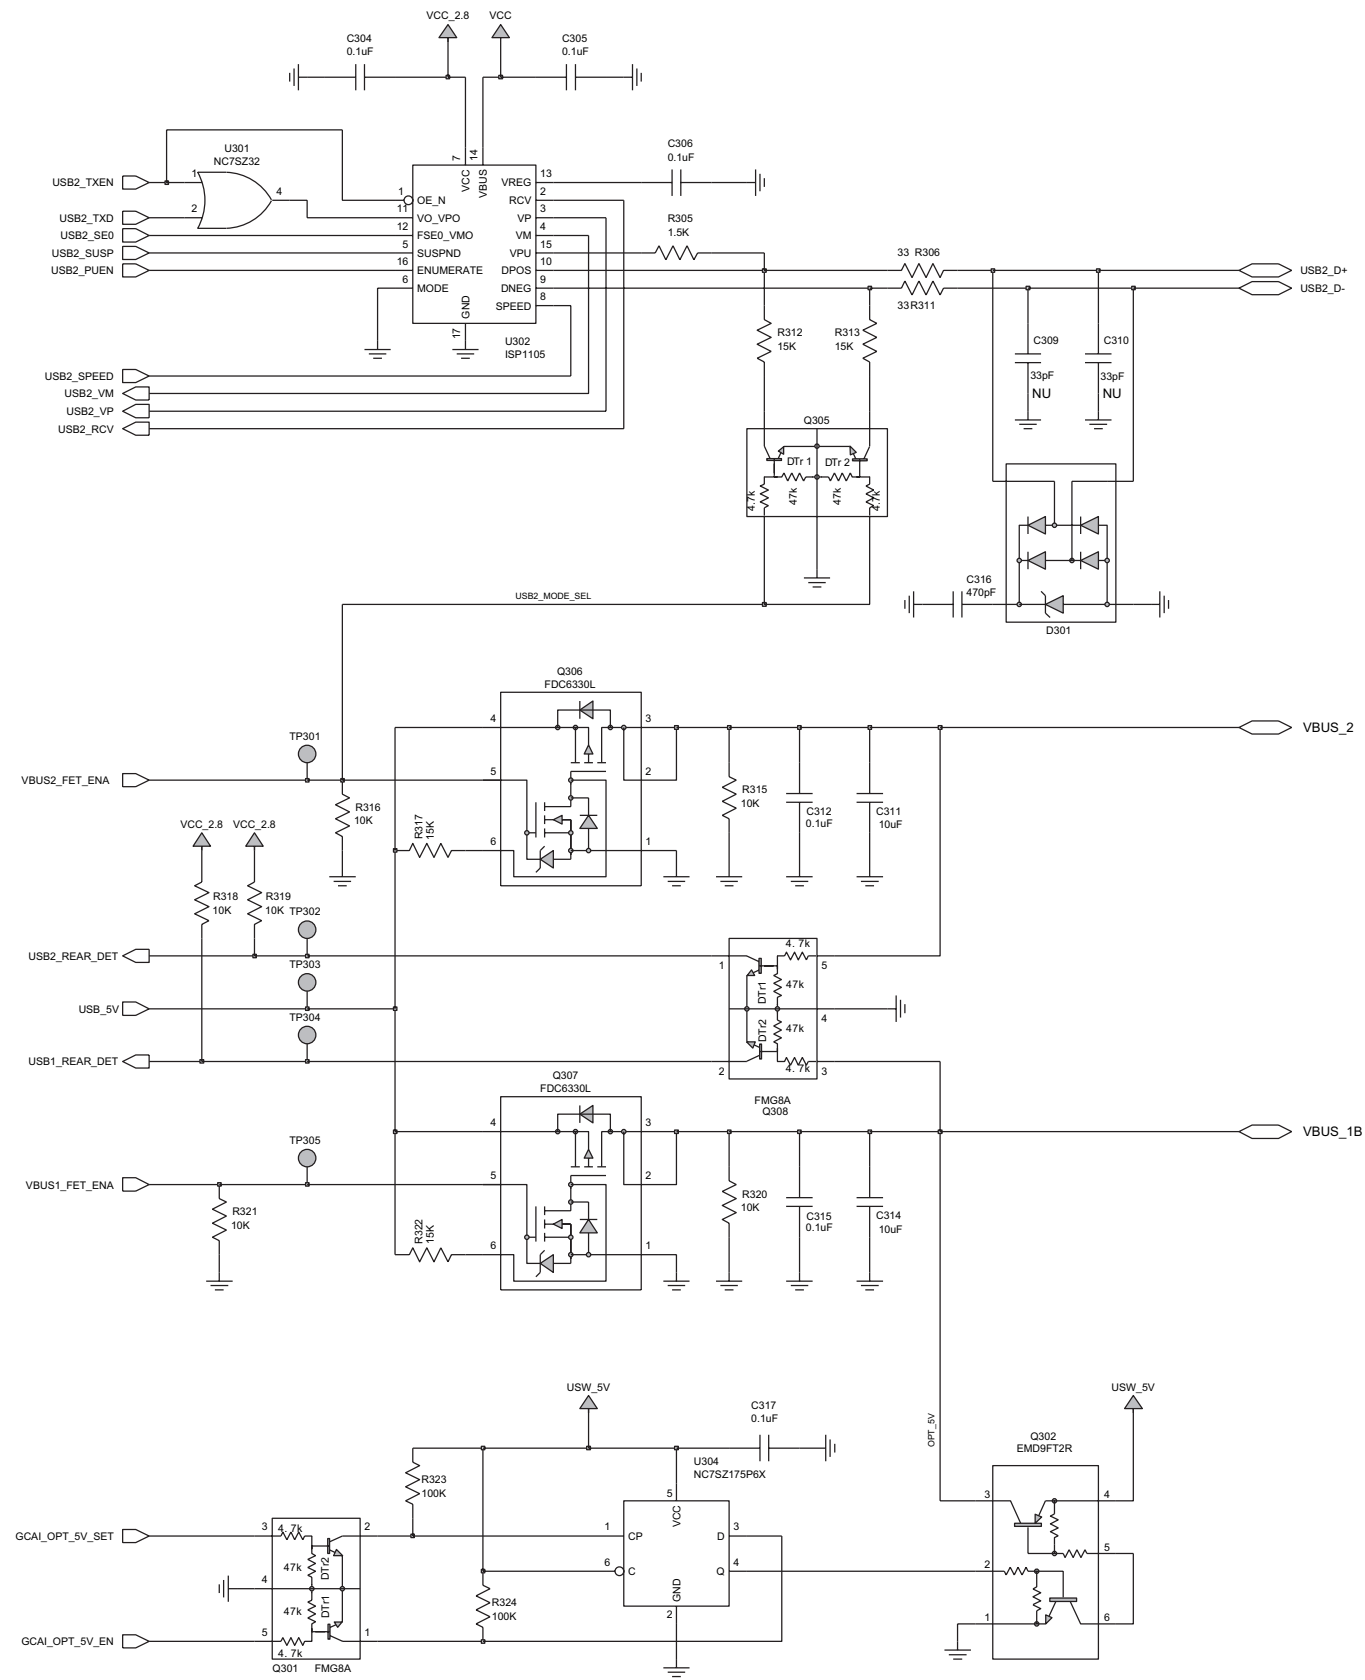 VCC_2.8 VCC
C304
0.1uF
C305
0.1uF
U301
NC7SZ32
C306
0.1uF
USB2_TXEN
USB2_TXD
USB2_SE0
USB2_SUSP
USB2_PUEN
1
2
4
7
14
VCC
VBUS
1 OE_N
11 VO_VPO
12 FSE0_VMO
5 SUSPND
16 ENUMERATE
6 MODE
GND
17
VREG 13
RCV 2
VP 3
VM 4
VPU 15
DPOS 10
DNEG 9
SPEED 8
U302
ISP1105
R305
1.5K
33 R306
33R311
USB2_D+
USB2_D-
R312
15K
R313
15K
C309
33pF
NU
C310
33pF
NU
USB2_SPEED
USB2_VM
USB2_VP
USB2_RCV
Q305
DTr 1 DTr 2
4.7k
47k
47k
4.7k
C316
470pF
D301
USB2_MODE_SEL
Q306
FDC6330L
4
5
6
3
2
1
VBUS_2
TP301
VBUS2_FET_ENA
R316
10K
R317
15K
R315
10K
C312
0.1uF
C311
10uF
VCC_2.8 VCC_2.8
R318
10K
R319
10K
TP302
USB2_REAR_DET
TP303
USB_5V
TP304
USB1_REAR_DET
1
2
4.7k
5
DTr1
47k
4
DTr2
47k
4.7k
3
FMG8A
Q308
Q307
FDC6330L
4
5
6
3
2
1
VBUS_1B
TP305
VBUS1_FET_ENA
R321
10K
R322
15K
R320
10K
C315
0.1uF
C314
10uF
USW_5V
C317
0.1uF
OPT_5V
USW_5V
Q302
EMD9FT2R
3
4
5
2
1
6
R323
100K
U304
NC7SZ175P6X
5
VCC
1 CP
6 C
D 3
Q 4
GND
2
R324
100K
GCAI_OPT_5V_SET
GCAI_OPT_5V_EN
3
4.7k
2
47k
DTr2
4
47k
DTr1
5
4.7k
1
Q301 FMG8A